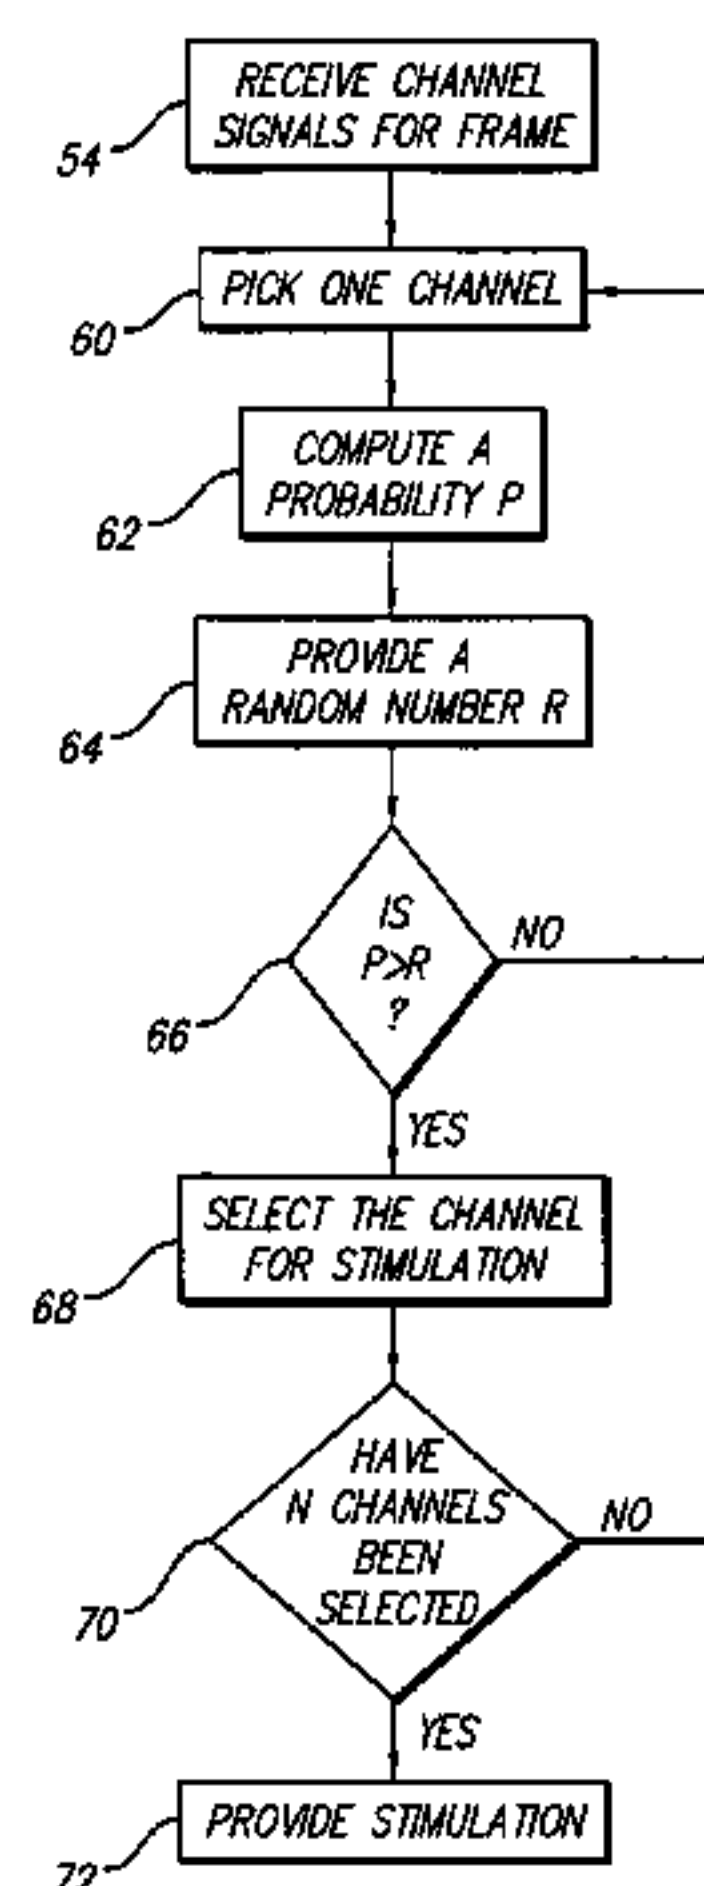 RECEIVE CHANNEL
SIGNALS FOR FRAME
54
PICK ONE CHANNEL
60
COMPUTE A
PROBABILITY P
62
PROVIDE A
RANDOM NUMBER R
64
IS
P>R
?
NO
66
YES
SELECT THE CHANNEL
FOR STIMULATION
68
HAVE
N CHANNELS
BEEN
SELECTED
NO
70
YES
PROVIDE STIMULATION
72